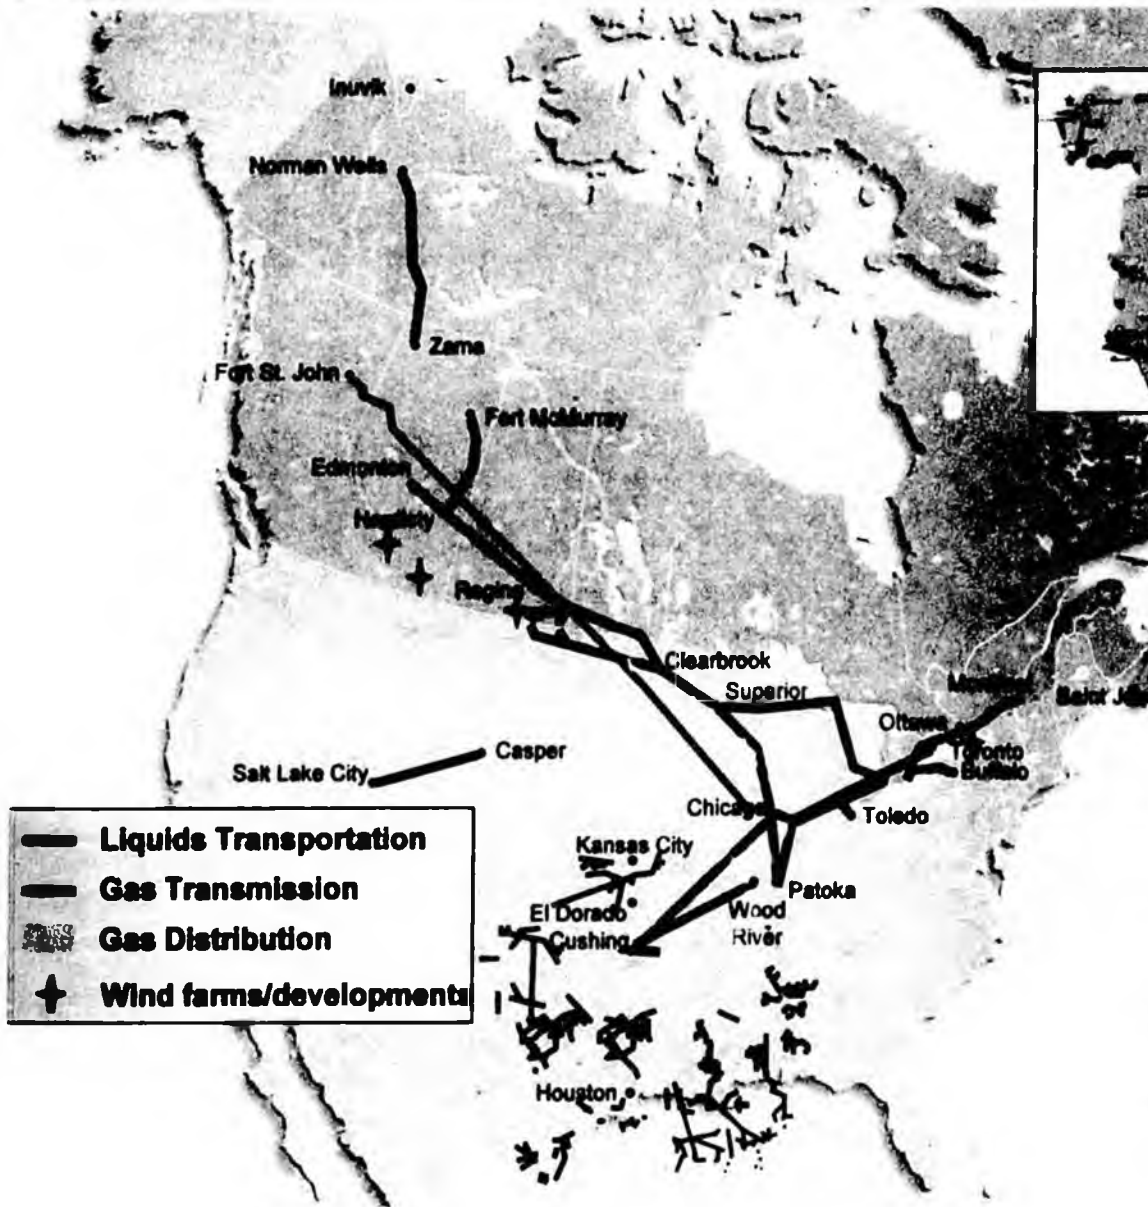 Inuvik
Norman Wells
Zama
Fort St. John
Fort McMurray
Edmonton
Hardisty
Regina
Clearbrook
Superior
Ottawa
Toronto
Buffalo
Casper
Salt Lake City
Chicago
Toledo
Kansas City
Patoka
El Dorado
Wood
River
Cushing
Houston
Liquids Transportation
Gas Transmission
Gas Distribution
Wind farms/developments